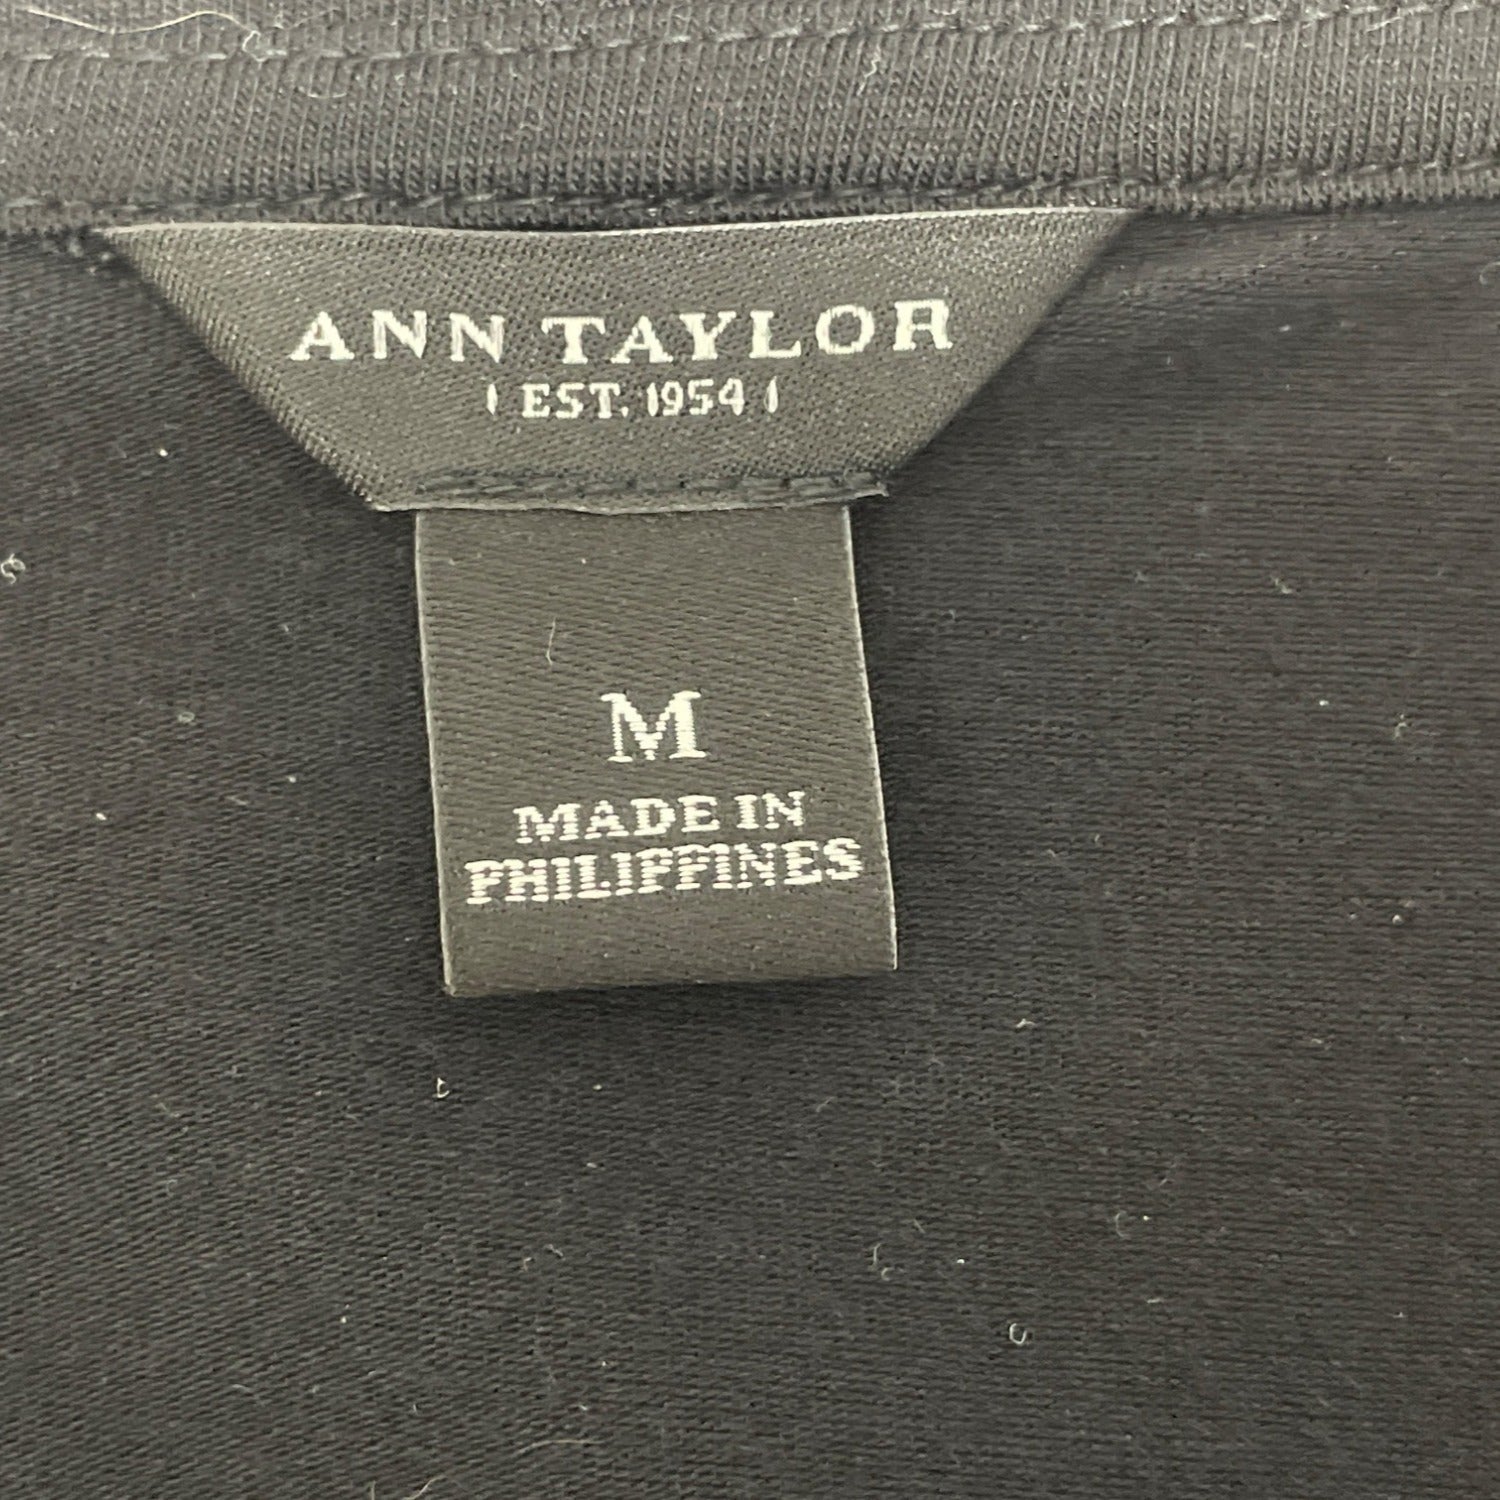 ANN TAYLOR
EST. 1954
M
MADE IN
PHILIPPINES